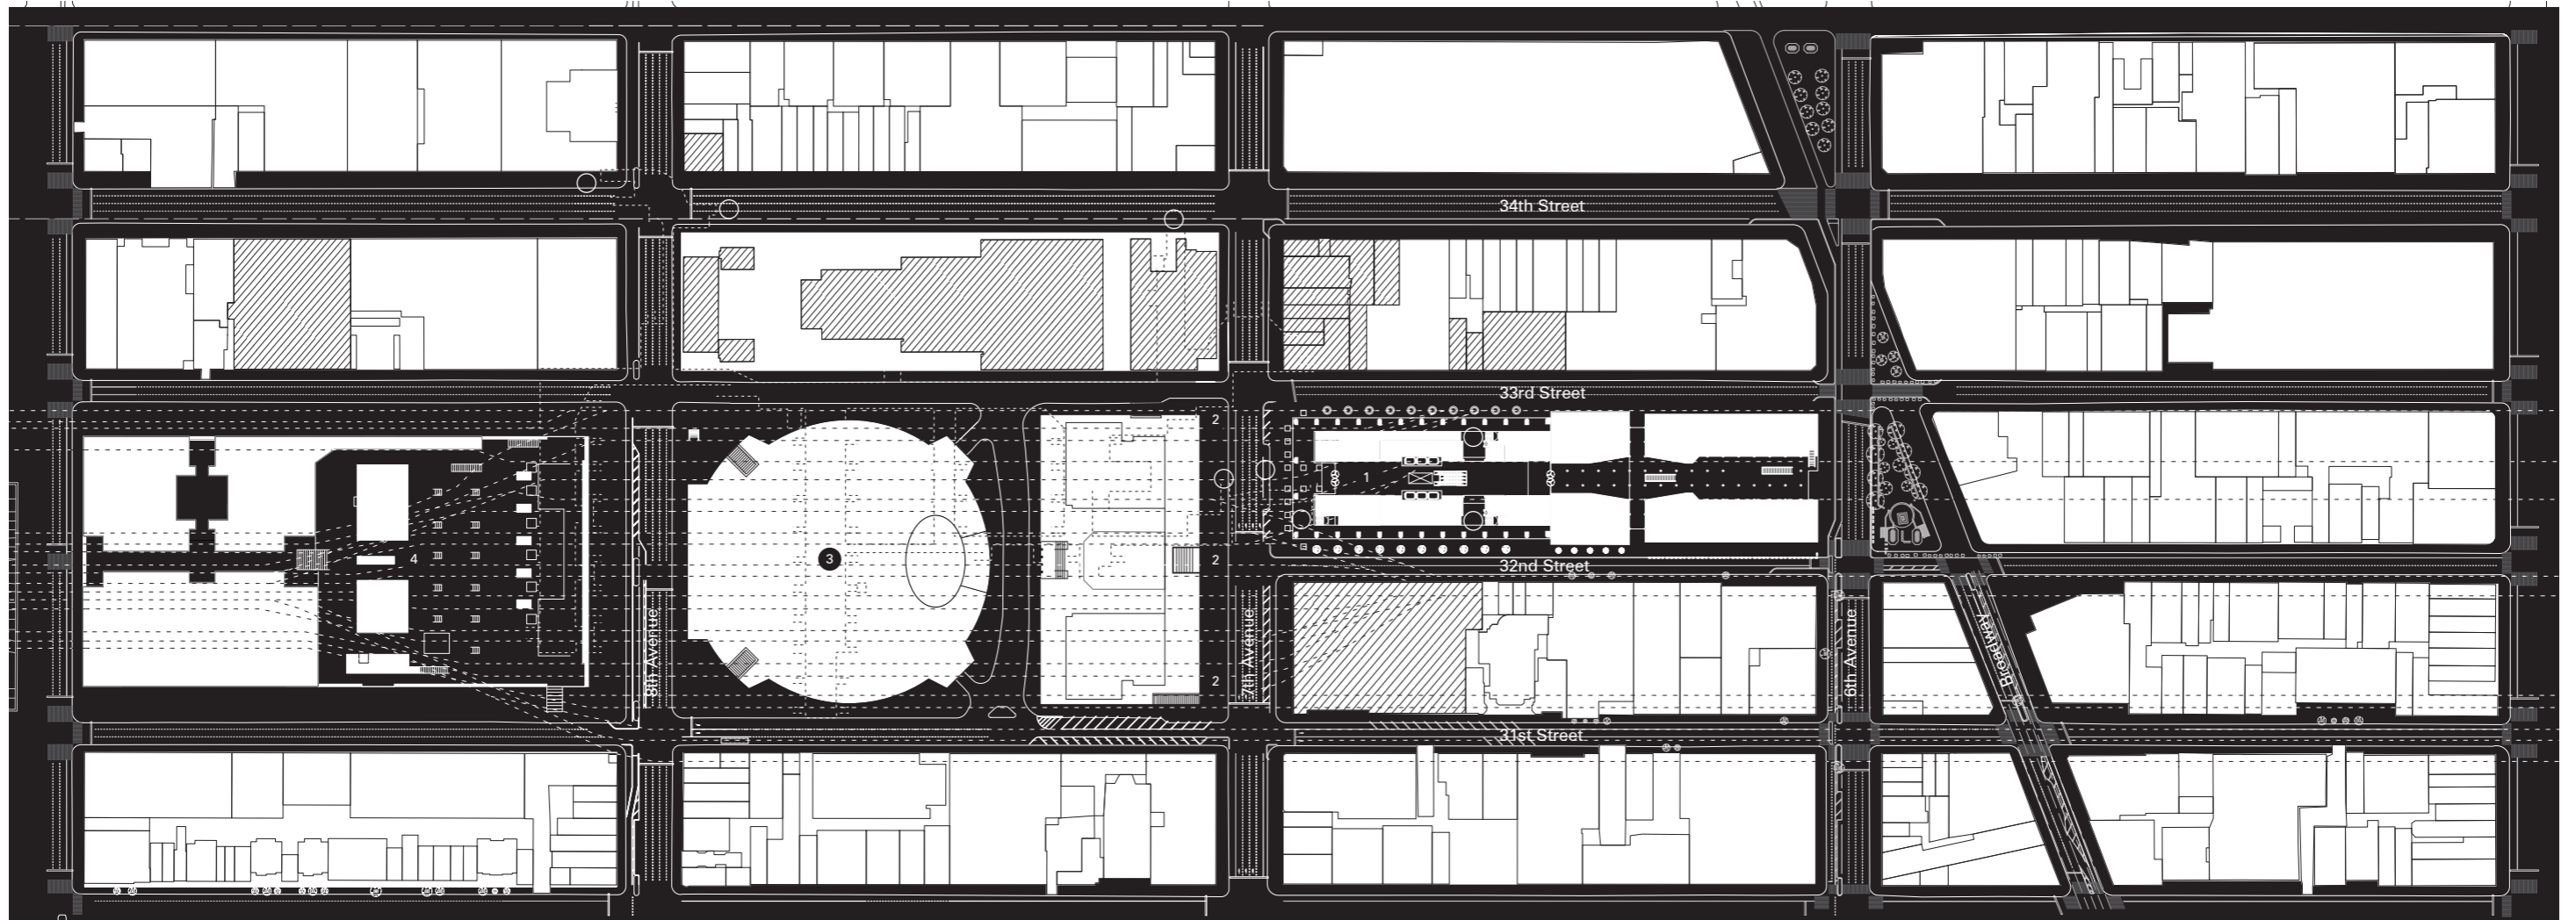 34th Street
33rd Street
2
1
3
4
2
32nd Street
8th Avenue
7th Avenue
6th Avenue
Broadway
2
31st Street